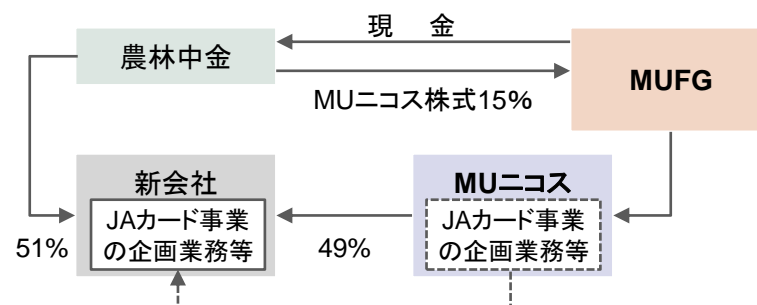 現 金
農林中金
MUFG
MUニコス株式15%
新会社
MUニコス
JAカード事業
の企画業務等
JAカード事業
の企画業務等
51%
49%